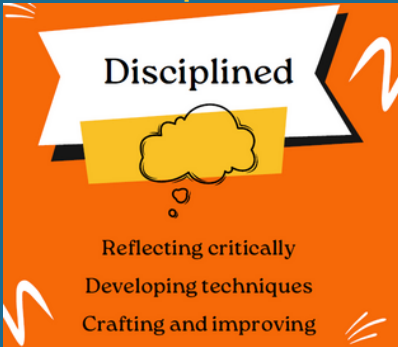 Disciplined
Reflecting critically
Developing techniques
Crafting and improving